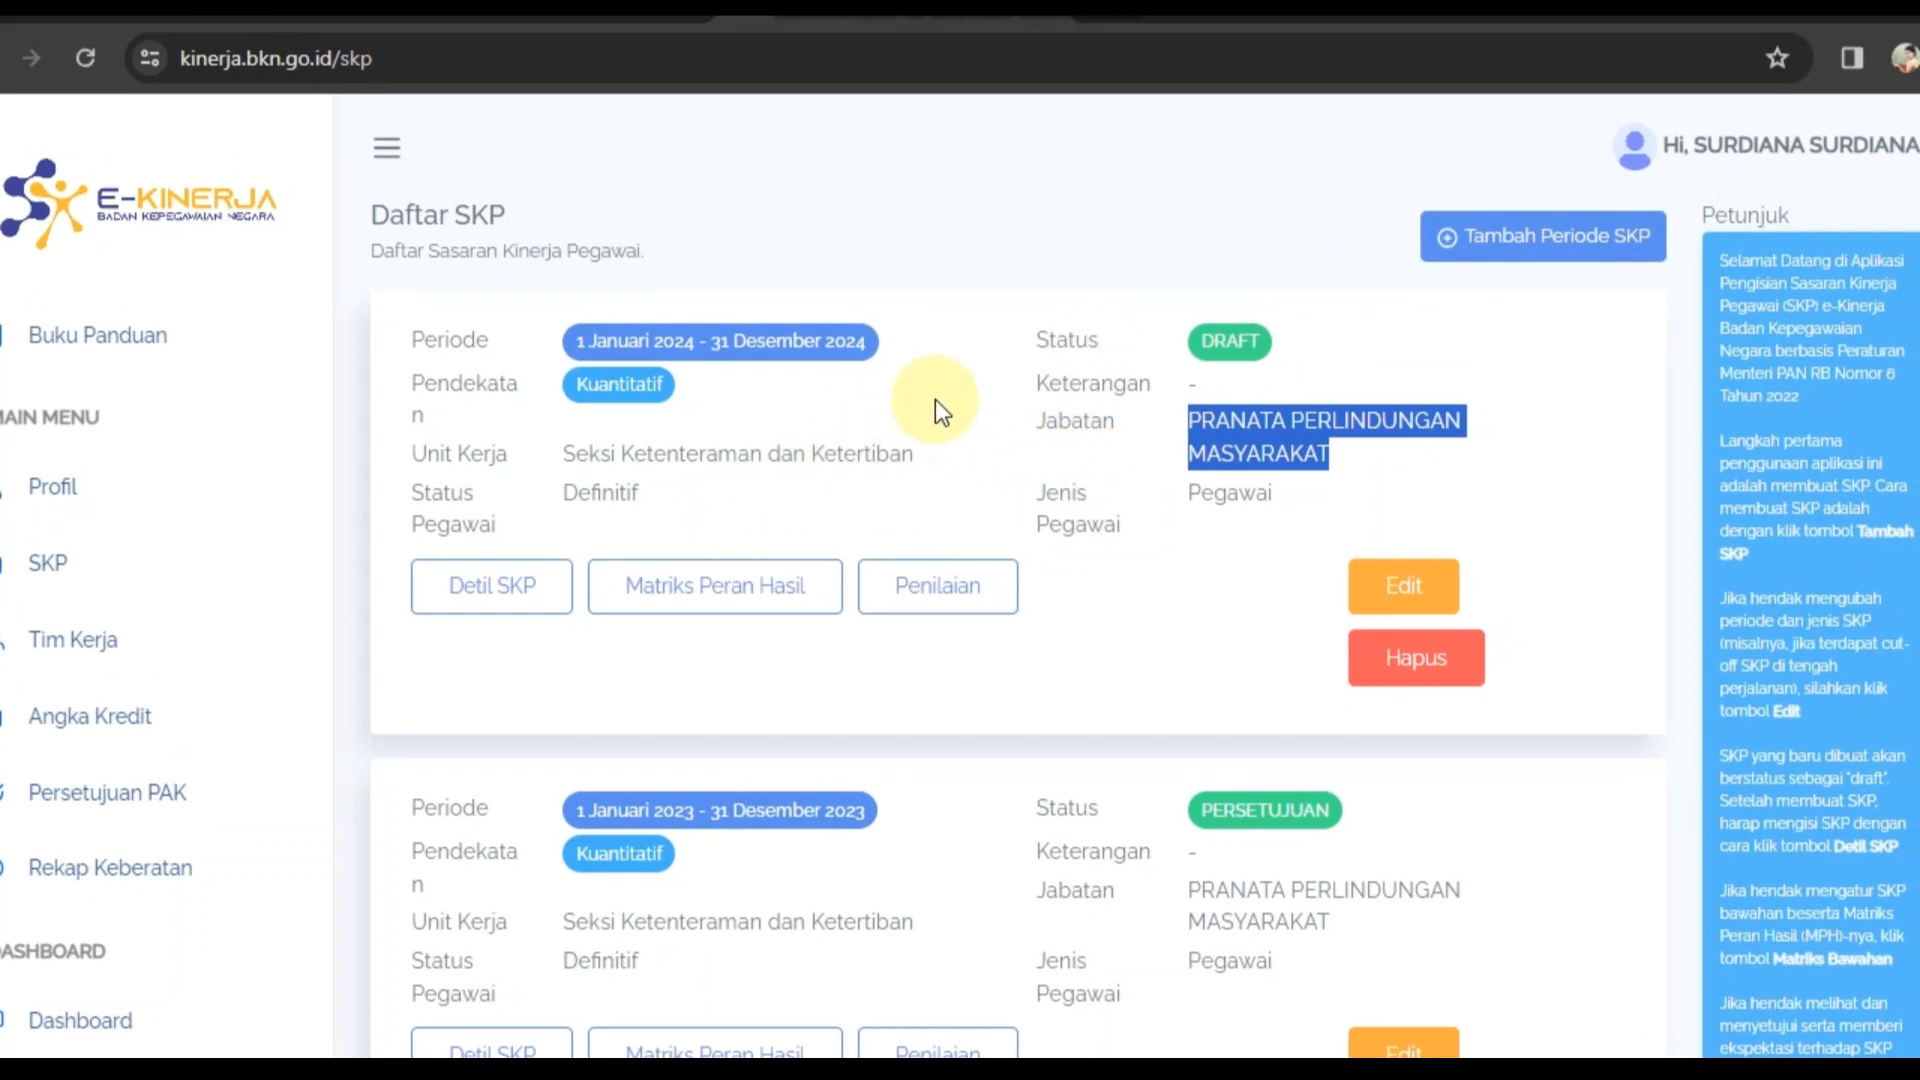 kinerja.bkn.go.id/skp
E-KINERJA
BADAN KEPEGAWAIAN NEGARA
Buku Panduan
MAIN MENU
Profil
SKP
Tim Kerja
Angka Kredit
Persetujuan PAK
Rekap Keberatan
DASHBOARD
Dashboard
Hi, SURDIANA SURDIANA
Daftar SKP
Daftar Sasaran Kinerja Pegawai.
Tambah Periode SKP
Periode 1 Januari 2024 - 31 Desember 2024
Pendekata
n
Kuantitatif
Unit Kerja Seksi Ketenteraman dan Ketertiban
Status
Pegawai
Definitif
Status DRAFT
Keterangan -
Jabatan PRANATA PERLINDUNGAN
MASYARAKAT
Jenis
Pegawai
Pegawai
Detil SKP Matriks Peran Hasil Penilaian Edit
Hapus
Periode 1 Januari 2023 - 31 Desember 2023
Pendekata
n
Kuantitatif
Unit Kerja Seksi Ketenteraman dan Ketertiban
Status
Pegawai
Definitif
Status PERSETUJUAN
Keterangan -
Jabatan PRANATA PERLINDUNGAN
MASYARAKAT
Jenis
Pegawai
Pegawai
Detil SKP Matriks Peran Hasil Penilaian Edit
Petunjuk
Selamat Datang di Aplikasi
Pengisian Sasaran Kinerja
Pegawai (SKP) e-Kinerja
Badan Kepegawaian
Negara berbasis Peraturan
Menteri PAN RB Nomor 6
Tahun 2022
Langkah pertama
penggunaan aplikasi ini
adalah membuat SKP. Cara
membuat SKP adalah
dengan klik tombol Tambah
SKP
Jika hendak mengubah
periode dan jenis SKP
(misalnya, jika terdapat cut-
off SKP di tengah
perjalanan), silahkan klik
tombol Edit
SKP yang baru dibuat akan
berstatus sebagai "draft".
Setelah membuat SKP,
harap mengisi SKP dengan
cara klik tombol Detil SKP
Jika hendak mengatur SKP
bawahan beserta Matriks
Peran Hasil (MPH)-nya, klik
tombol Matriks Bawahan
Jika hendak melihat dan
menyetujui serta memberi
ekspektasi terhadap SKP